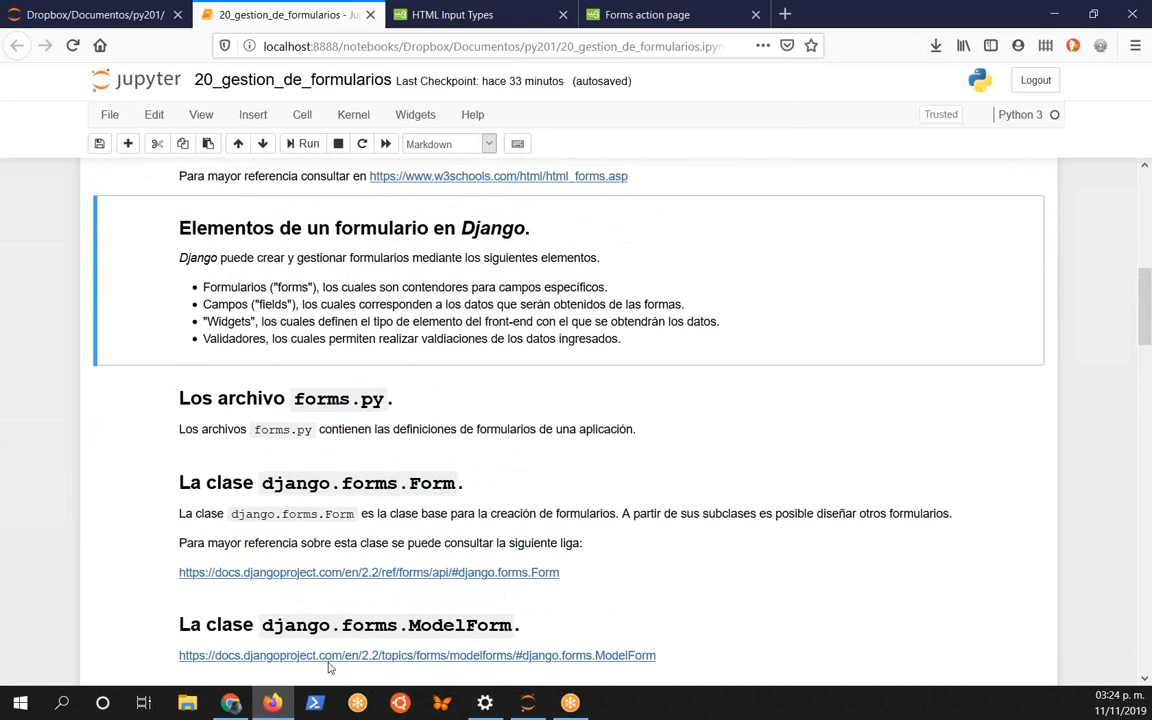 Dropbox/Documentos/py201/
20_gestion_de_formularios - Ju
HTML Input Types
Forms action page
localhost:8888/notebooks/Dropbox/Documentos/py201/20_gestion_de_formularios.ipyn
jupyter 20_gestion_de_formularios Last Checkpoint: hace 33 minutos (autosaved)
Logout
File Edit View Insert Cell Kernel Widgets Help
Trusted
Python 3
Run
Markdown
Para mayor referencia consultar en https://www.w3schools.com/html/html_forms.asp
Elementos de un formulario en Django.
Django puede crear y gestionar formularios mediante los siguientes elementos.
• Formularios ("forms"), los cuales son contendores para campos específicos.
• Campos ("fields"), los cuales corresponden a los datos que serán obtenidos de las formas.
• "Widgets", los cuales definen el tipo de elemento del front-end con el que se obtendrán los datos.
• Validadores, los cuales permiten realizar valdiaciones de los datos ingresados.
Los archivo forms.py.
Los archivos forms.py contienen las definiciones de formularios de una aplicación.
La clase django.forms.Form.
La clase django.forms.Form es la clase base para la creación de formularios. A partir de sus subclases es posible diseñar otros formularios.
Para mayor referencia sobre esta clase se puede consultar la siguiente liga:
https://docs.djangoproject.com/en/2.2/ref/forms/api/#django.forms.Form
La clase django.forms.ModelForm.
https://docs.djangoproject.com/en/2.2/topics/forms/modelforms/#django.forms.ModelForm
03:24 p. m.
11/11/2019